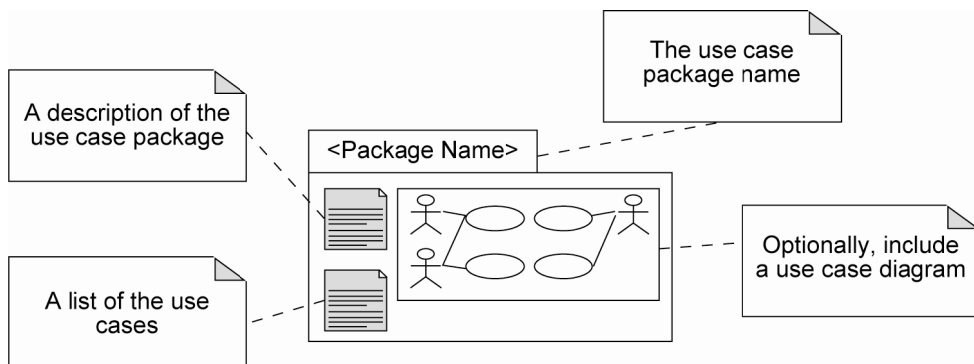 The use case
package name
A description of the
use case package
<Package Name>
Optionally, include
a use case diagram
A list of the use
cases